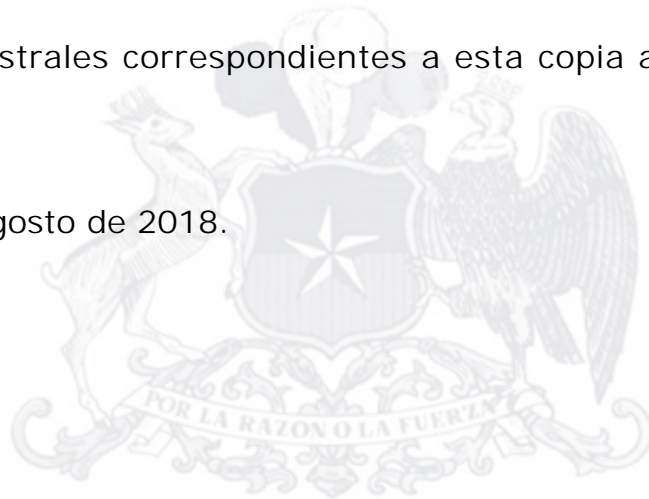 strales correspondientes a esta copia a
gosto de 2018.
POR LA RAZON O LA FUERZA